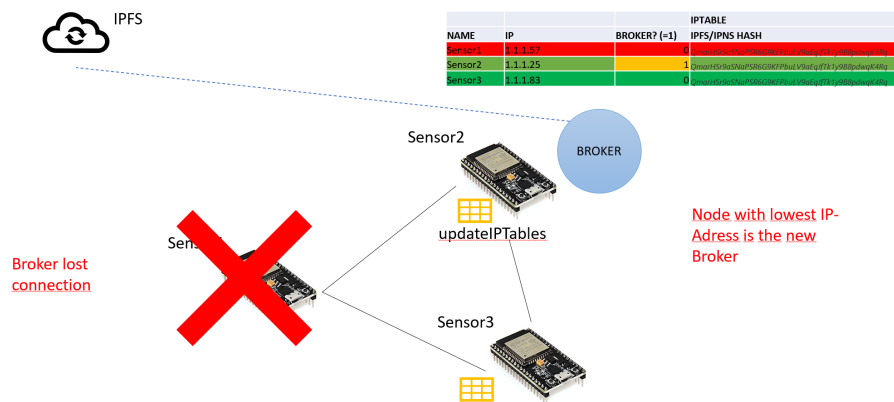 IPFS
IPTABLE
NAME IP BROKER? (=1) IPFS/IPNS HASH
Sensor1 1.1.1.57 0
Sensor2 1.1.1.25 1 QmarHSr9aSNaPSR6G9KFPbuLV9aEqJfTk1y9B8pdwqK4Rq
Sensor3 1.1.1.83 0 QmarHSr9aSNaPSR6G9KFPbuLV9aEqJfTk1y9B8pdwqK4Rq
Sensor2
BROKER
updateIPTables
Node with lowest IP-
Adress is the new
Broker
Broker lost
connection
Sensor3